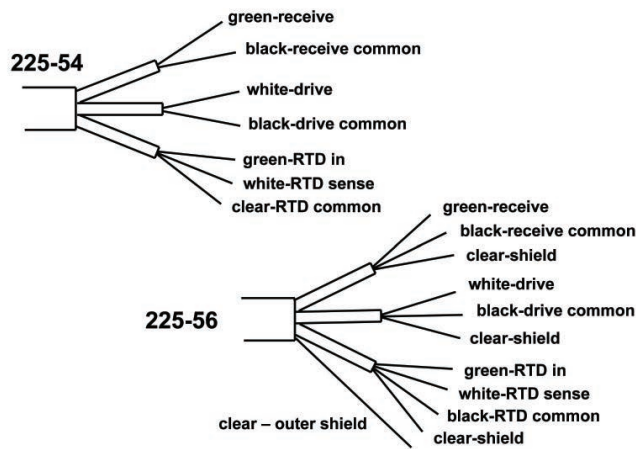 green-receive
black-receive common
225-54
white-drive
black-drive common
green-RTD in
white-RTD sense
clear-RTD common
green-receive
black-receive common
clear-shield
white-drive
225-56
black-drive common
clear-shield
green-RTD in
white-RTD sense
black-RTD common
clear – outer shield
clear-shield